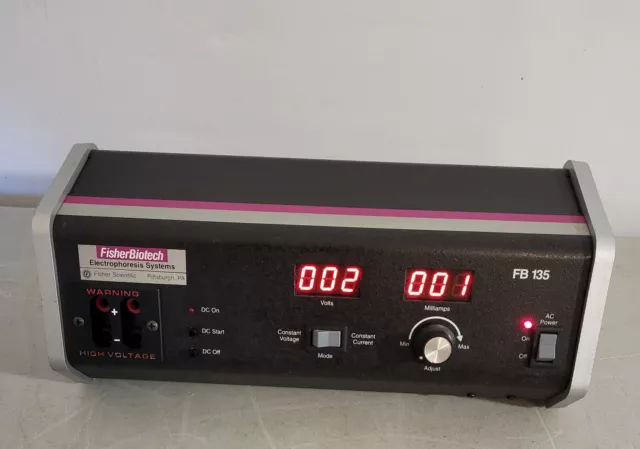 FisherBiotech
Electrophoresis Systems
Fisher Scientific Pittsburgh, PA
WARNING
+
-
HIGH VOLTAGE
DC On
DC Start
DC Off
002
Volts
Constant
Voltage
Constant
Current
Mode
001
Milliamps
Min
Max
Adjust
FB 135
AC
Power
On
Off